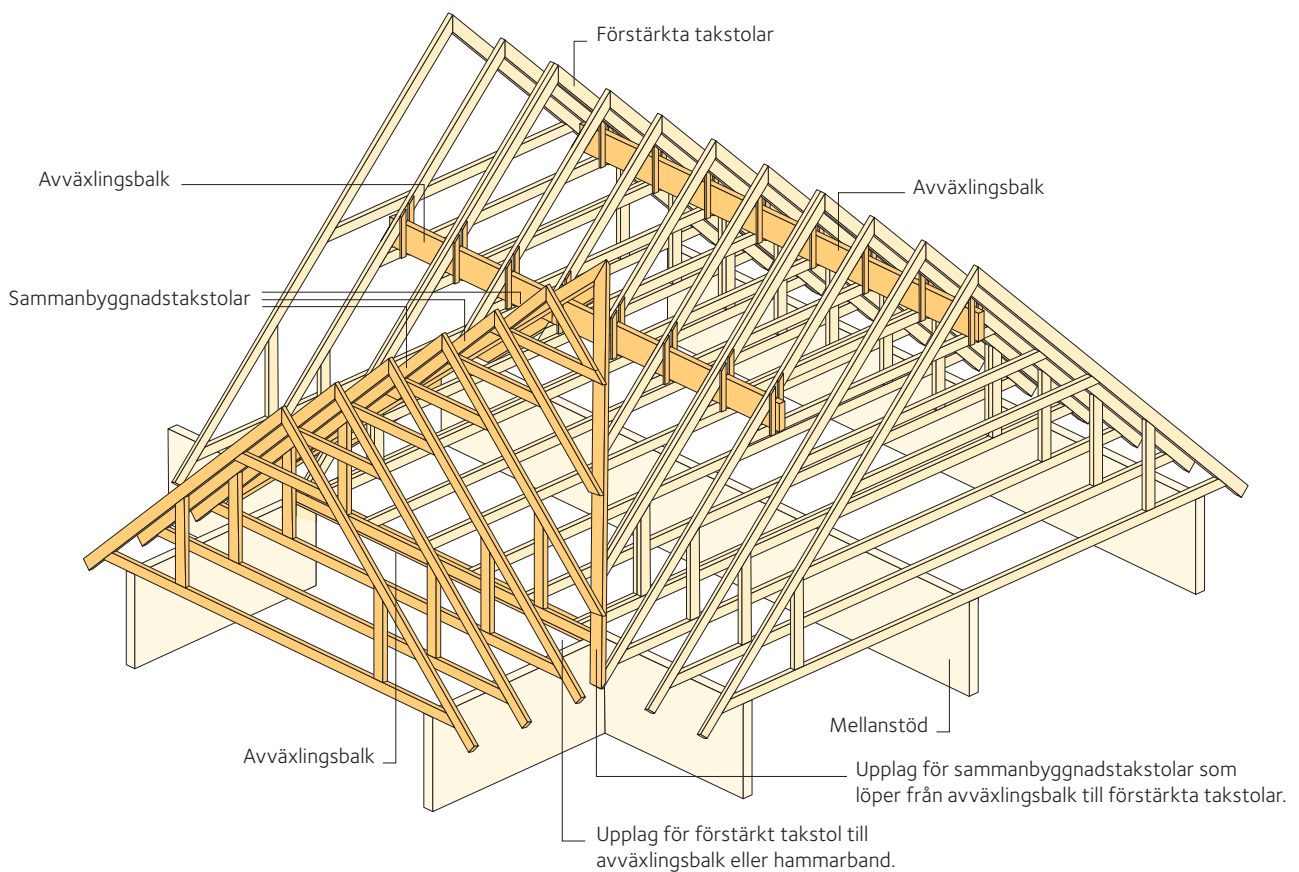 Förstärkta takstolar
Avväxlingsbalk
Avväxlingsbalk
Sammanbyggnadstakstolar
Mellanstöd
Avväxlingsbalk
Upplag för sammanbyggnadstakstolar som
löper från avväxlingsbalk till förstärkta takstolar.
Upplag för förstärkt takstol till
avväxlingsbalk eller hammarband.